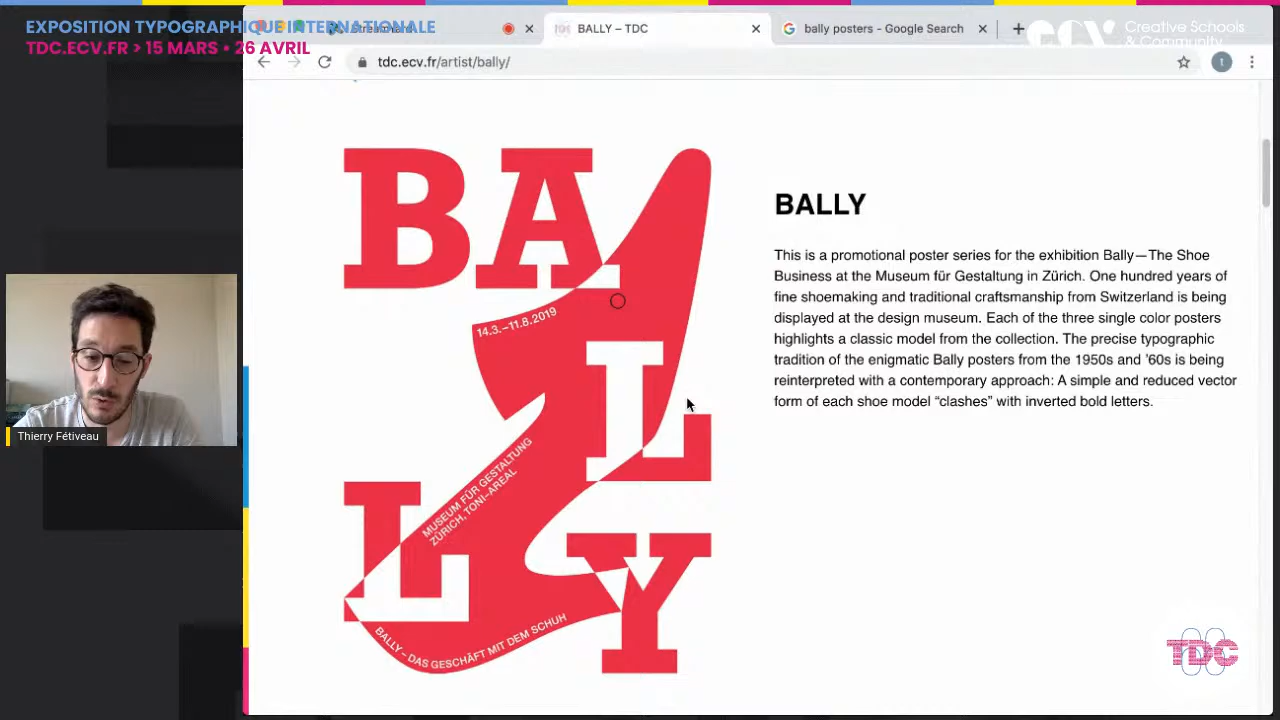 EXPOSITION TYPOGRAPHIQUE INTERNATIONALE
TDC.ECV.FR > 15 MARS • 26 AVRIL
BALLY – TDC
bally posters - Google Search
ecv Creative Schools
& Community
tdc.ecv.fr/artist/bally/
t
BA
14.3.–11.8.2019
L
MUSEUM FÜR GESTALTUNG
ZÜRICH, TONI-AREAL
L
Y
BALLY – DAS GESCHÄFT MIT DEM SCHUH
BALLY
This is a promotional poster series for the exhibition Bally—The Shoe
Business at the Museum für Gestaltung in Zürich. One hundred years of
fine shoemaking and traditional craftsmanship from Switzerland is being
displayed at the design museum. Each of the three single color posters
highlights a classic model from the collection. The precise typographic
tradition of the enigmatic Bally posters from the 1950s and ’60s is being
reinterpreted with a contemporary approach: A simple and reduced vector
form of each shoe model “clashes” with inverted bold letters.
Thierry Fétiveau
TDC